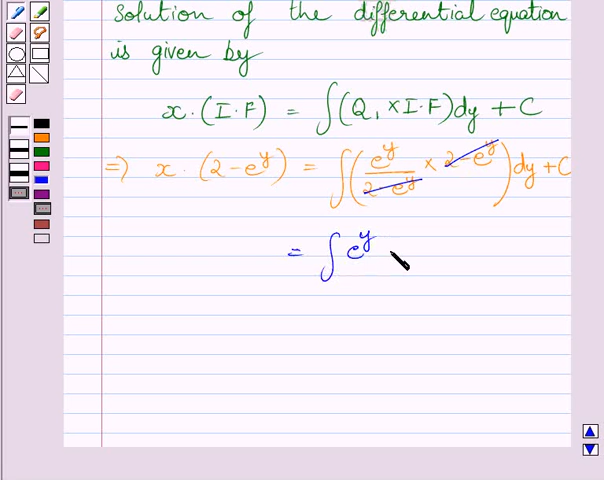 Solution of the differential equation
is given by
x·(I·F) = ∫(Q₁ × I·F)dy + C
⇒ x·(2-e^y) = ∫(e^y/(2-e^y) × 2-e^y)dy + C
= ∫e^y